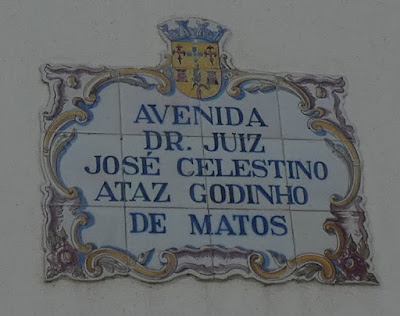 AVENIDA
DR. JUIZ
JOSÉ CELESTINO
ATAZ GODINHO
DE MATOS